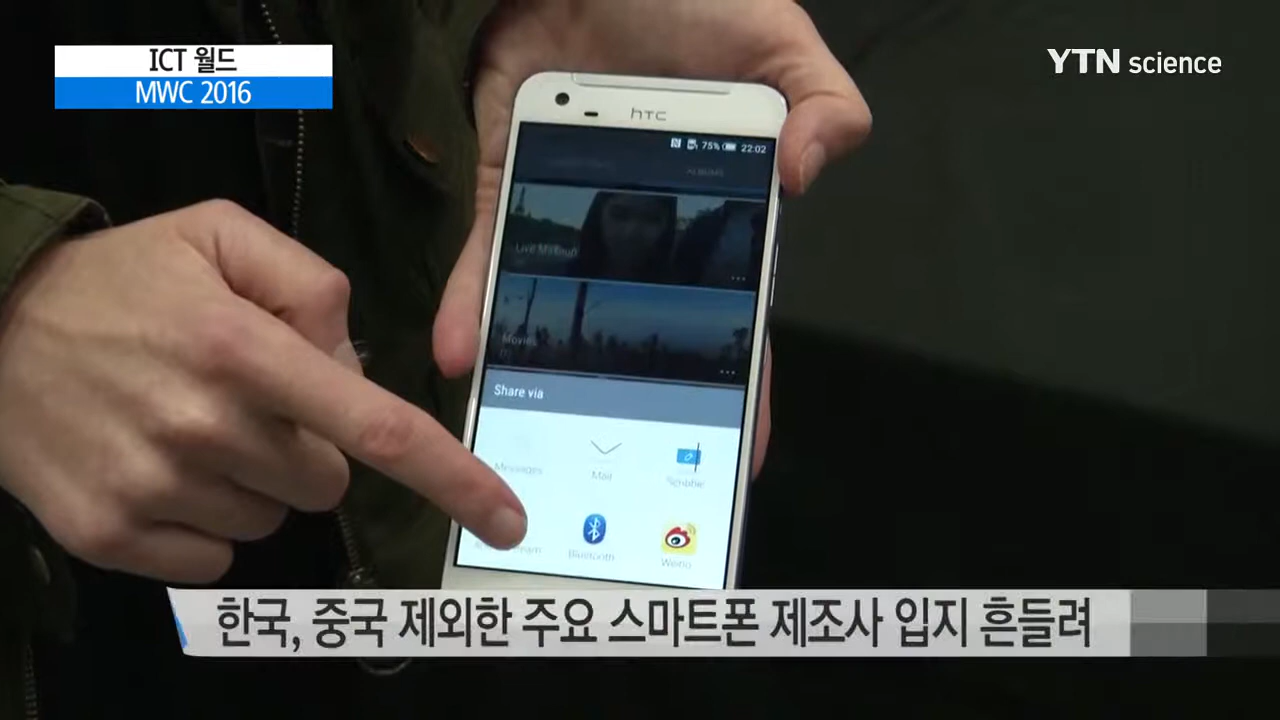 ICT 월드
MWC 2016
YTN science
hTC
75% 22:02
ALBUMS
Movies
Share via
Messages
Mail
Scribble
Bluetooth
Weibo
한국, 중국 제외한 주요 스마트폰 제조사 입지 흔들려